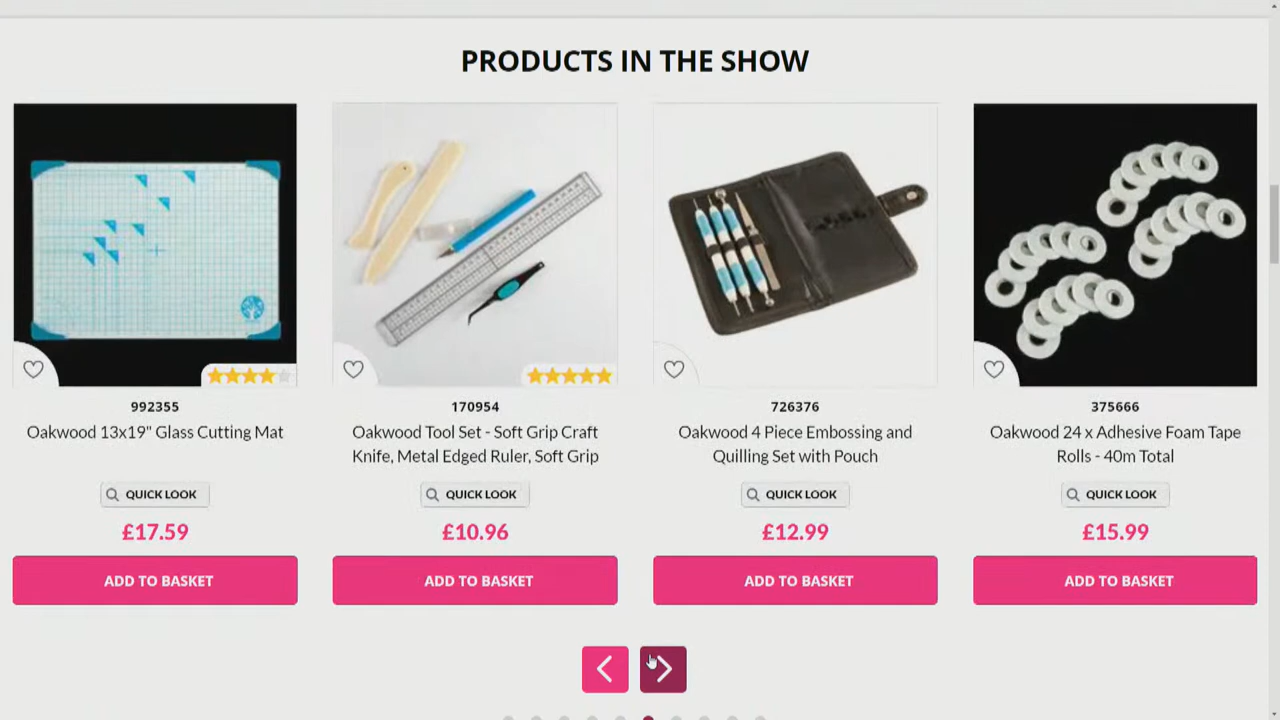 PRODUCTS IN THE SHOW
992355
Oakwood 13x19" Glass Cutting Mat
QUICK LOOK
£17.59
ADD TO BASKET
170954
Oakwood Tool Set - Soft Grip Craft
Knife, Metal Edged Ruler, Soft Grip
QUICK LOOK
£10.96
ADD TO BASKET
726376
Oakwood 4 Piece Embossing and
Quilling Set with Pouch
QUICK LOOK
£12.99
ADD TO BASKET
375666
Oakwood 24 x Adhesive Foam Tape
Rolls - 40m Total
QUICK LOOK
£15.99
ADD TO BASKET